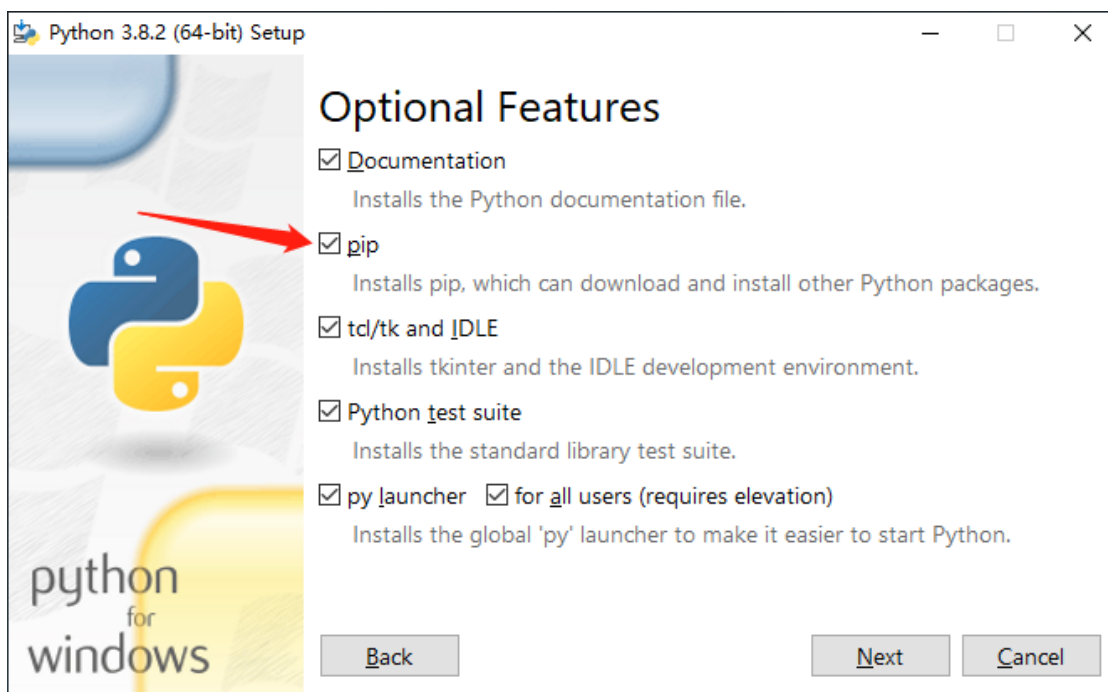 Python 3.8.2 (64-bit) Setup
Optional Features
Documentation
Installs the Python documentation file.
pip
Installs pip, which can download and install other Python packages.
tcl/tk and IDLE
Installs tkinter and the IDLE development environment.
Python test suite
Installs the standard library test suite.
py launcher for all users (requires elevation)
Installs the global 'py' launcher to make it easier to start Python.
python
for
windows
Back Next Cancel